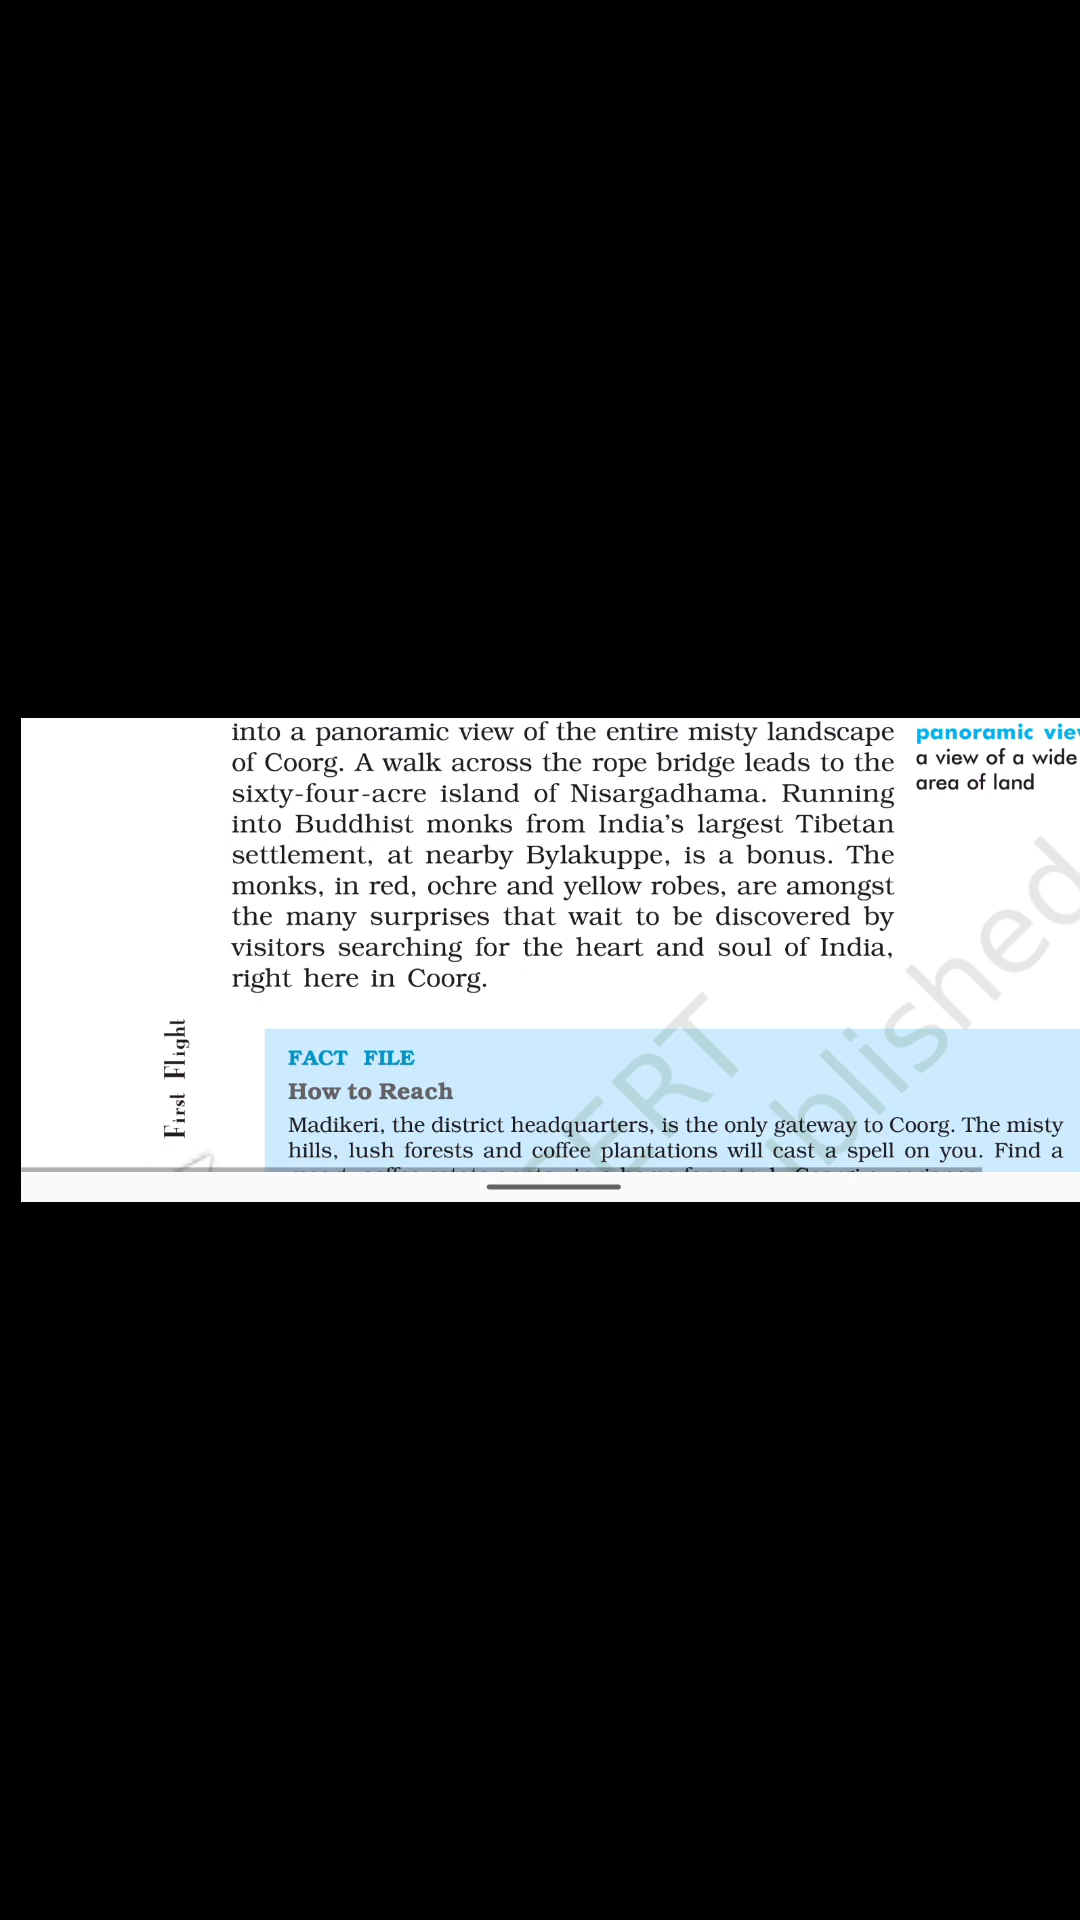 into a panoramic view of the entire misty landscape
of Coorg. A walk across the rope bridge leads to the
sixty-four-acre island of Nisargadhama. Running
into Buddhist monks from India's largest Tibetan
settlement, at nearby Bylakuppe, is a bonus. The
monks, in red, ochre and yellow robes, are amongst
the many surprises that wait to be discovered by
visitors searching for the heart and soul of India,
right here in Coorg.
panoramic
a view of a wide
area of land
First Flight
FACT FILE
How to Reach
Madikeri, the district headquarters, is the only gateway to Coorg. The misty
hills, lush forests and coffee plantations will cast a spell on you. Find a